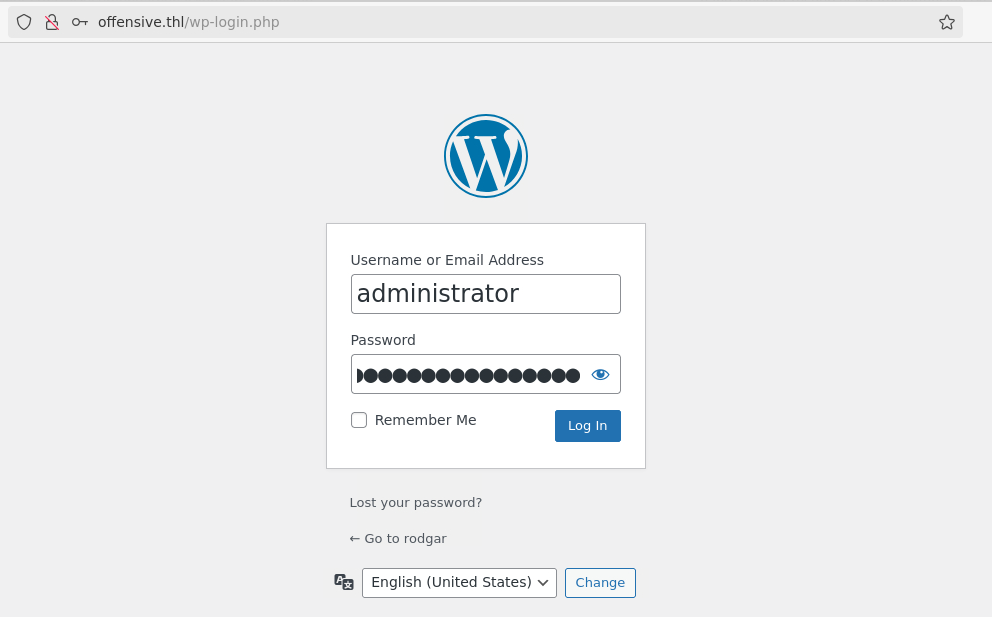 offensive.thl/wp-login.php
Username or Email Address
administrator
Password
Remember Me
Log In
Lost your password?
← Go to rodgar
English (United States)
Change